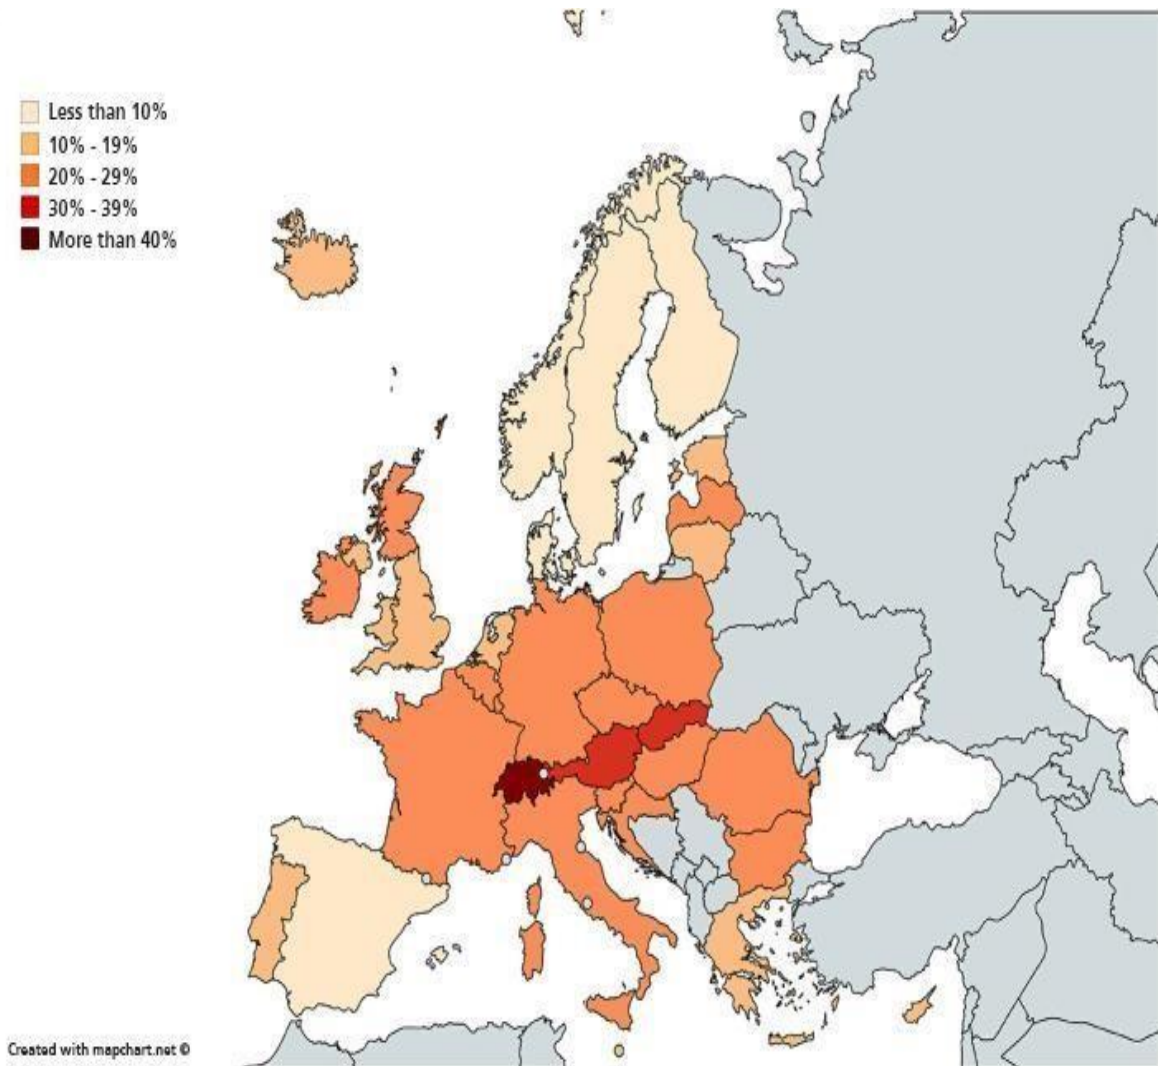 Less than 10%
10% - 19%
20% - 29%
30% - 39%
More than 40%
Created with mapchart.net ©